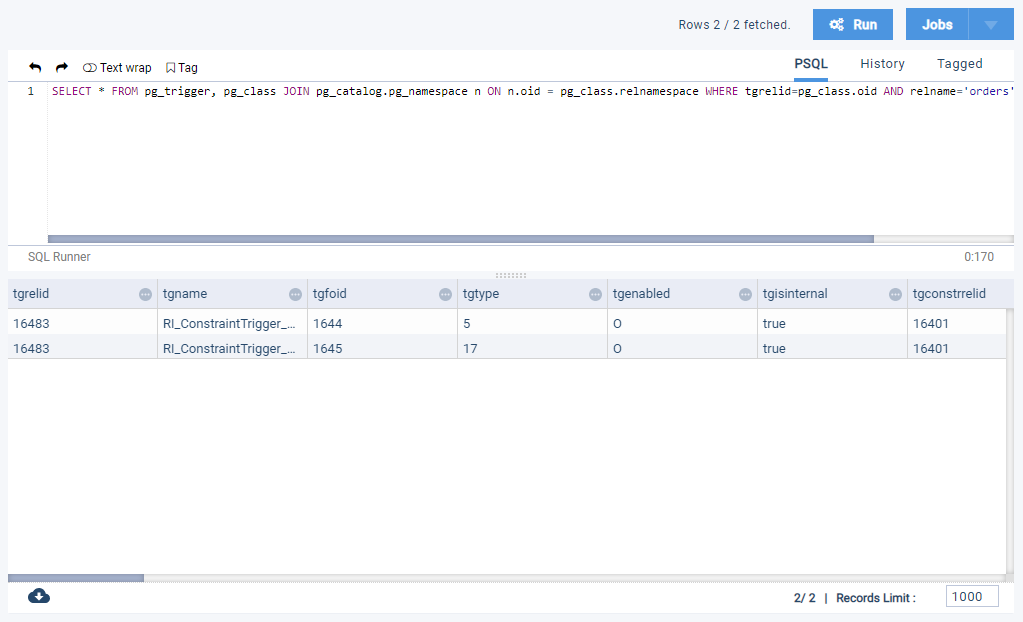 Rows 2 / 2 fetched. Run Jobs
Text wrap Tag PSQL History Tagged
1 SELECT * FROM pg_trigger, pg_class JOIN pg_catalog.pg_namespace n ON n.oid = pg_class.relnamespace WHERE tgrelid=pg_class.oid AND relname='orders'
SQL Runner 0:170
tgrelid tgname tgfoid tgtype tgenabled tgisinternal tgconstrrelid
16483 RI_ConstraintTrigger_... 1644 5 O true 16401
16483 RI_ConstraintTrigger_... 1645 17 O true 16401
2/ 2 | Records Limit : 1000